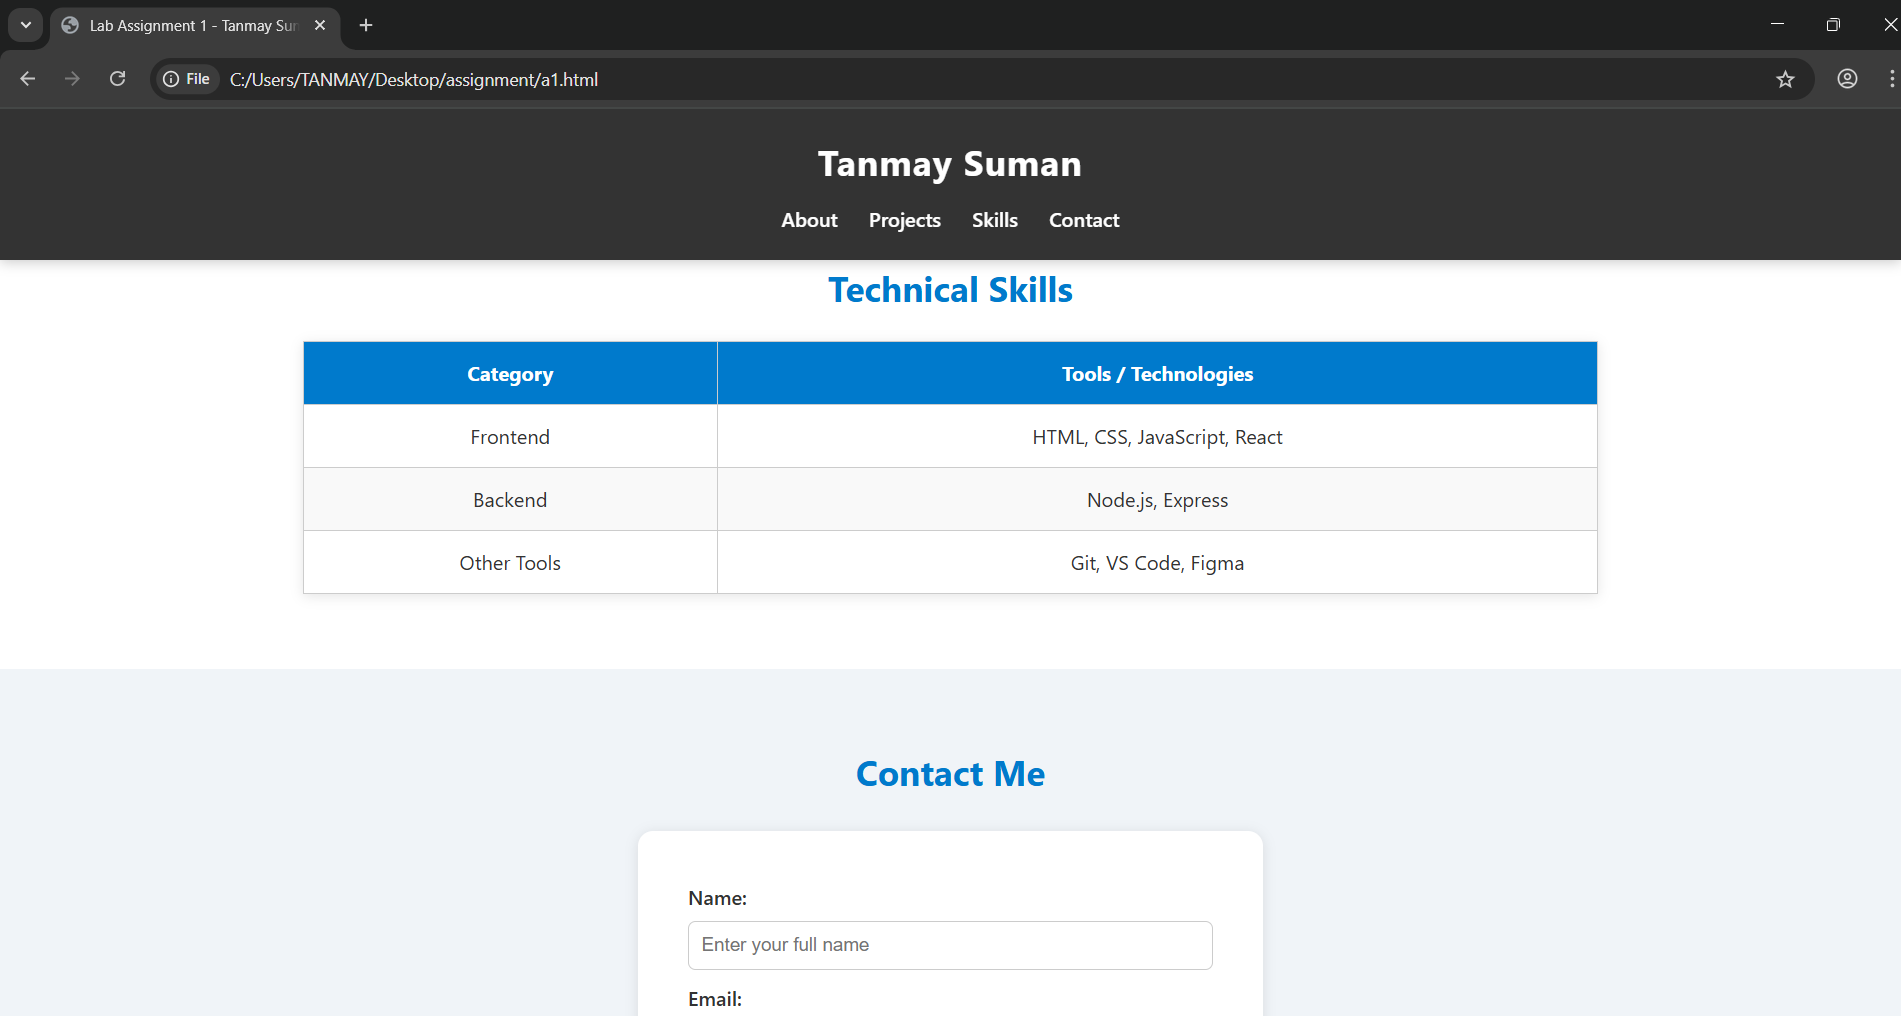 Lab Assignment 1 - Tanmay Sun
File C:/Users/TANMAY/Desktop/assignment/a1.html
Tanmay Suman
About Projects Skills Contact
Technical Skills
Category Tools / Technologies
Frontend HTML, CSS, JavaScript, React
Backend Node.js, Express
Other Tools Git, VS Code, Figma
Contact Me
Name:
Enter your full name
Email: